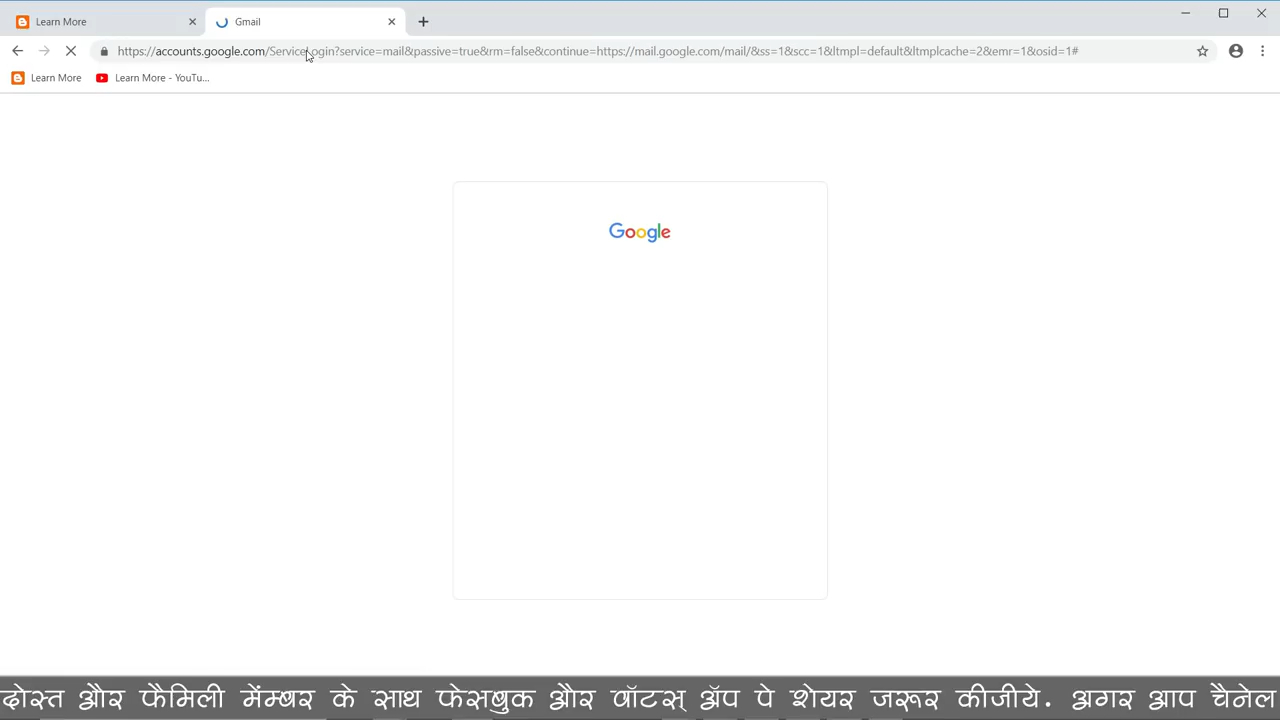 Learn More
Gmail
https://accounts.google.com/ServiceLogin?service=mail&passive=true&rm=false&continue=https://mail.google.com/mail/&ss=1&scc=1&ltmpl=default&ltmplcache=2&emr=1&osid=1#
Learn More
Learn More - YouTu...
Google
दोस्त और फैमिली मेंम्बर के साथ फेसबुक और वॉटस् ॲप पे शेयर जरूर कीजीये. अगर आप चैनेल